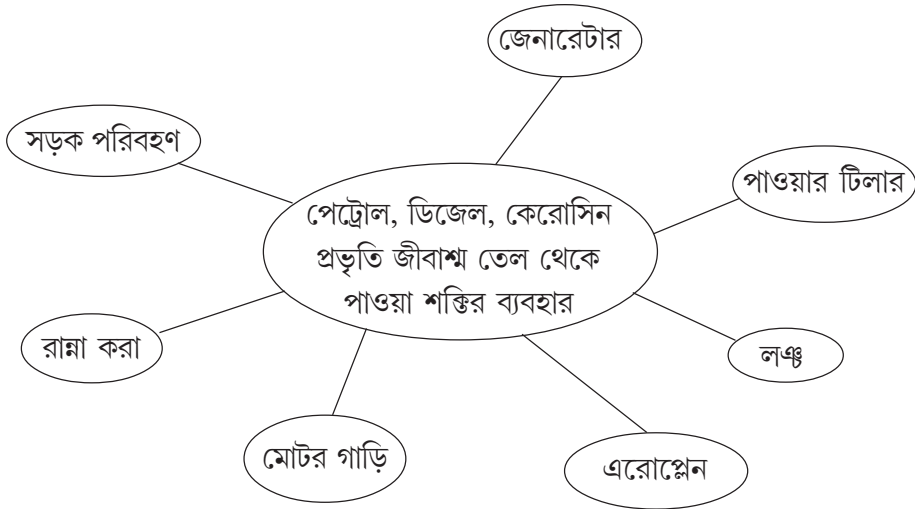 জেনারেটার
সড়ক পরিবহণ
পাওয়ার টিলার
পেট্রোল, ডিজেল, কেরোসিন
প্রভৃতি জীবাশ্ম তেল থেকে
পাওয়া শক্তির ব্যবহার
রান্না করা
লঞ্চ
মোটর গাড়ি
এরোপ্লেন